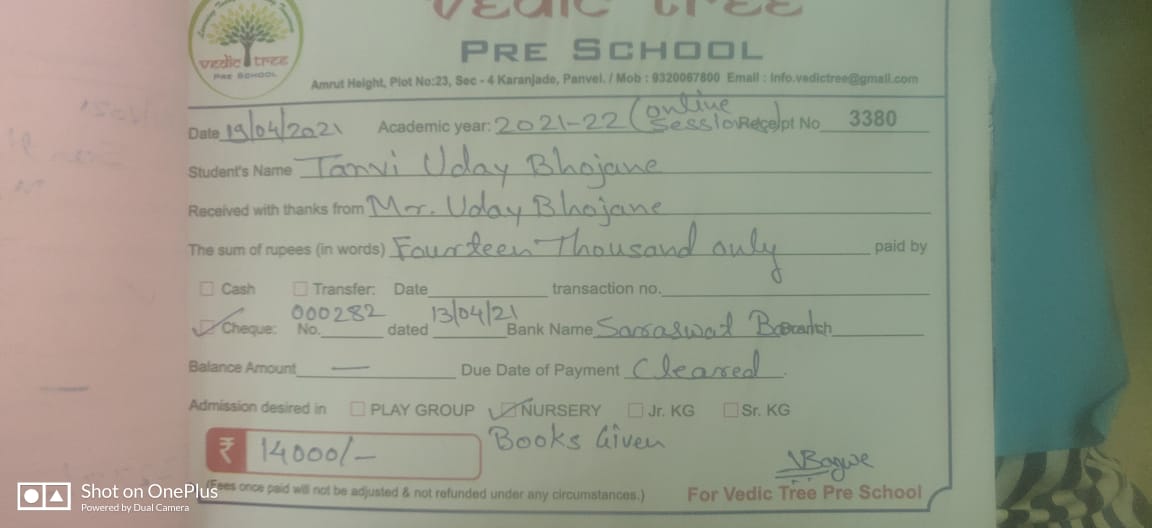 vedic tree
PRE SCHOOL
VEDIC TREE
PRE SCHOOL
Amrut Height, Plot No:23, Sec - 4 Karanjade, Panvel. / Mob : 9320067800 Email : Info.vedictree@gmail.com
Date 19/04/2021 Academic year: 2021-22 (online session) Receipt No 3380
Student's Name Tanvi Uday Bhojane
Received with thanks from Mr. Uday Bhojane
The sum of rupees (in words) Fourteen Thousand only paid by
Cash Transfer: Date transaction no.
Cheque: No. 000282 dated 13/04/21 Bank Name Saraswat Branch
Balance Amount — Due Date of Payment Cleared
Admission desired in PLAY GROUP NURSERY Jr. KG Sr. KG
Books Given
₹ 14000/-
VBagwe
(Fees once paid will not be adjusted & not refunded under any circumstances.) For Vedic Tree Pre School
Shot on OnePlus
Powered by Dual Camera